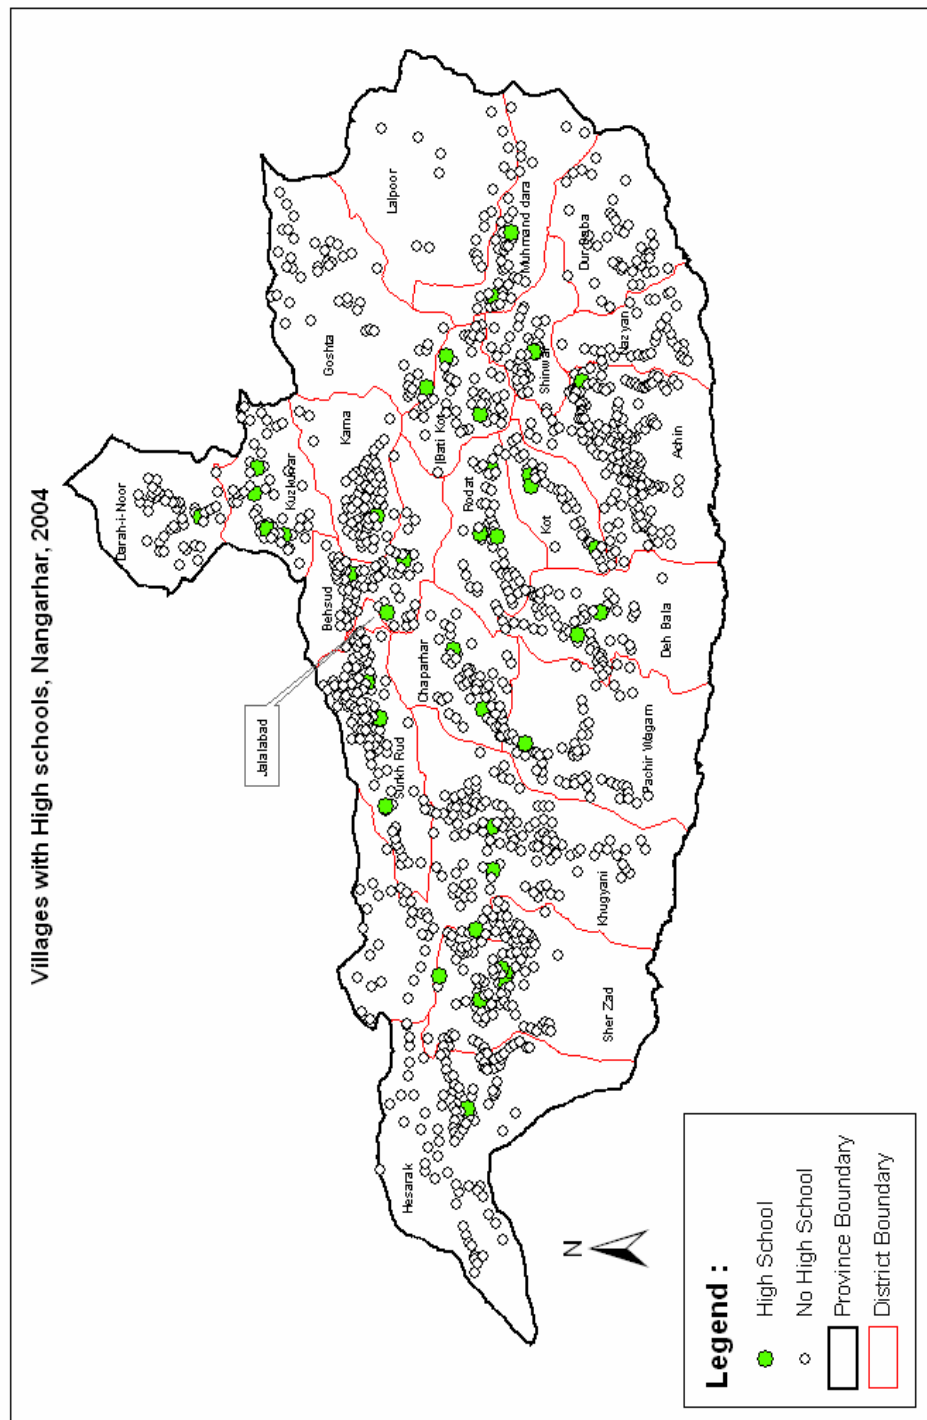 Villages with High schools, Nangarhar, 2004
Darah-i-Noor
Kuzkunar
Jalalabad
Goshta
Behsud
Kama
Lalpoor
Surkh Rud
Hesarak
Chaparhar
Bati Kot
Rodat
Muhmand dara
Kot
Shinwar
Dur Baba
Khugyani
Sher Zad
Nazyan
Pachir Wagam
Deh Bala
Achin
N
Legend :
High School
No High School
Province Boundary
District Boundary